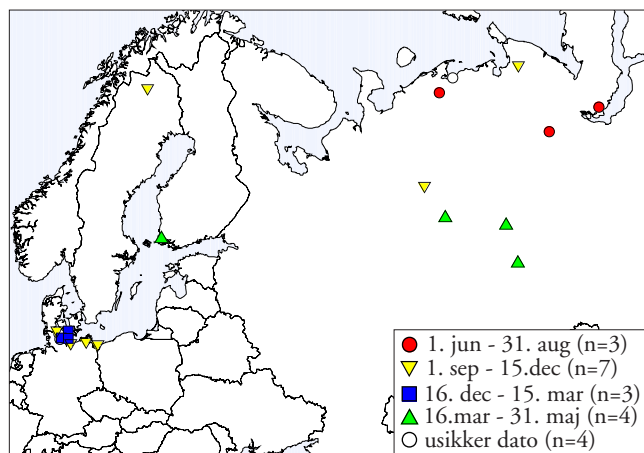 1. jun - 31. aug (n=3)
1. sep - 15.dec (n=7)
16. dec - 15. mar (n=3)
16.mar - 31. maj (n=4)
usikker dato (n=4)